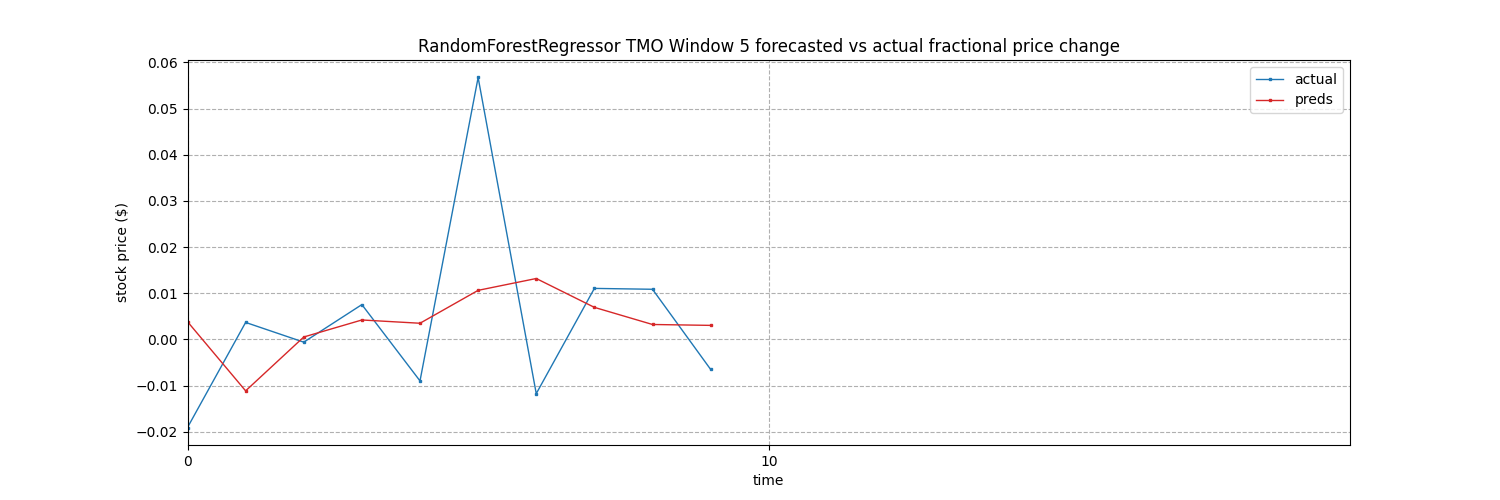 RandomForestRegressor TMO Window 5 forecasted vs actual fractional price change
0.06
0.05
0.04
0.03
0.02
0.01
0.00
−0.01
−0.02
stock price ($)
actual
preds
0
10
time